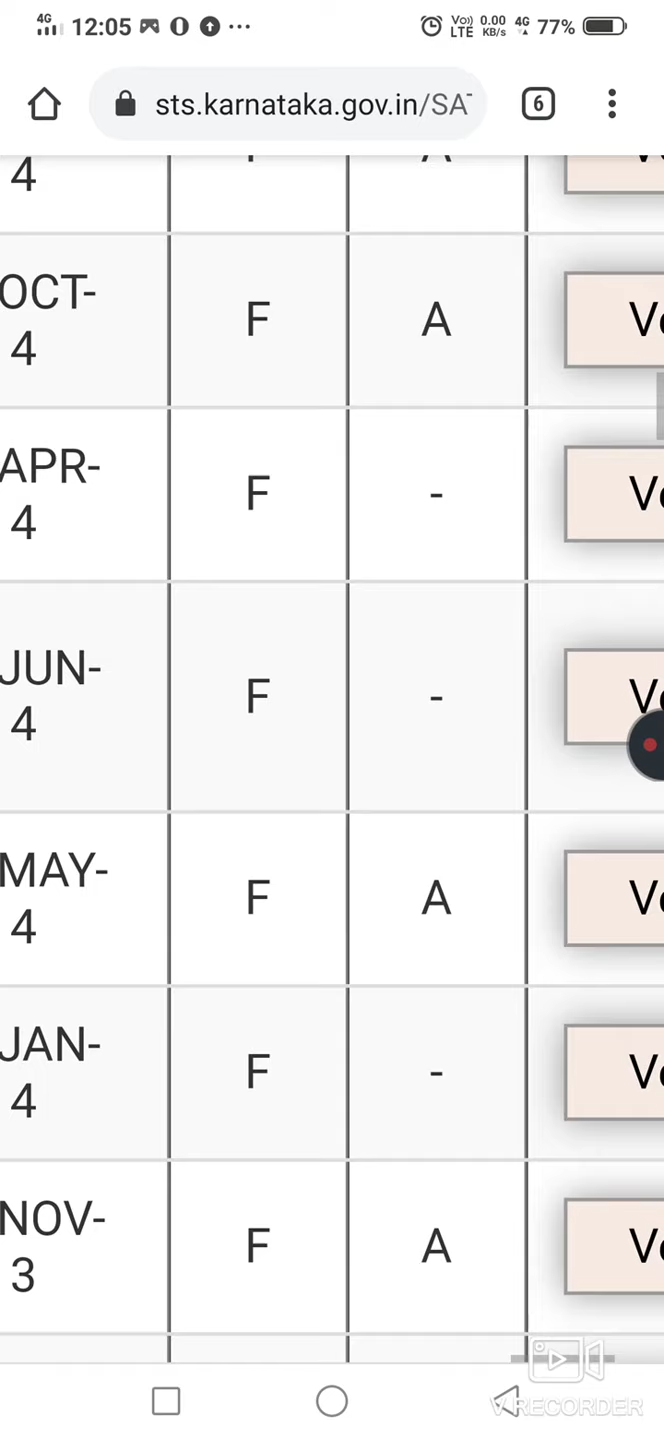 4G 12:05 ... Vo)) LTE 0.00 KB/s 4G 77%
sts.karnataka.gov.in/SA 6
4
OCT-
4 F A
APR-
4 F -
JUN-
4 F -
MAY-
4 F A
JAN-
4 F -
NOV-
3 F A
V RECORDER